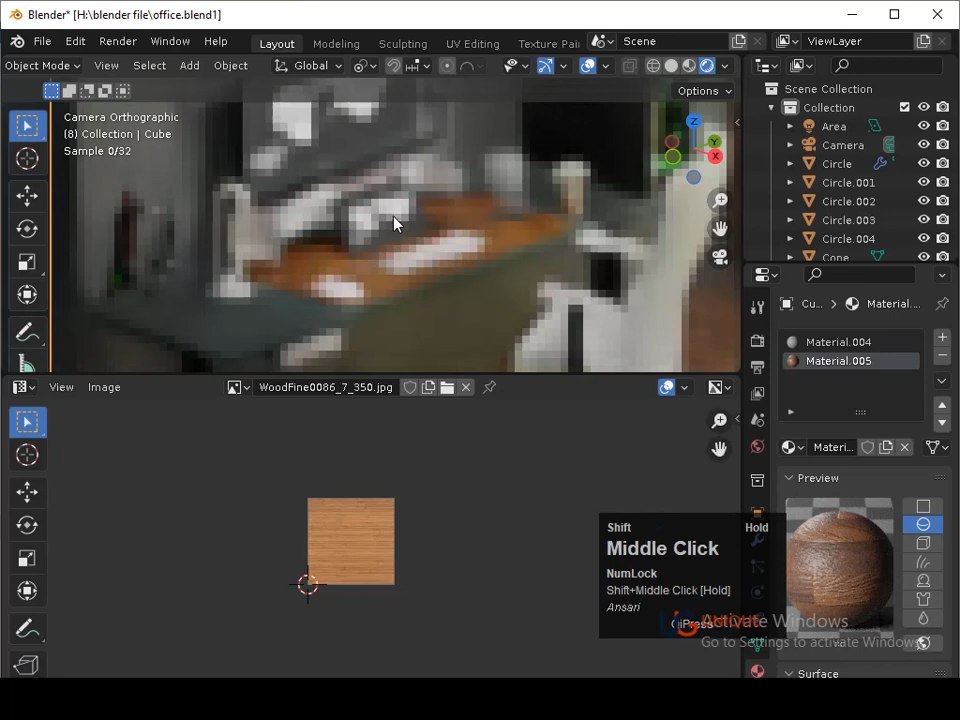 Blender* [H:\blender file\office.blend1]
File Edit Render Window Help Layout Modeling Sculpting UV Editing Texture Pai Scene ViewLayer
Object Mode View Select Add Object Global
Options
Camera Orthographic
(8) Collection | Cube
Sample 0/32
Z
Y
X
Scene Collection
Collection
Area
Camera
Circle
Circle.001
Circle.002
Circle.003
Circle.004
Cone
Cu... Material....
Material.004
Material.005
View Image WoodFine0086_7_350.jpg
Materi...
Preview
Shift Hold
Middle Click
NumLock
Shift+Middle Click [Hold]
Ansari
Activate Windows
Go to Settings to activate Windows.
Surface